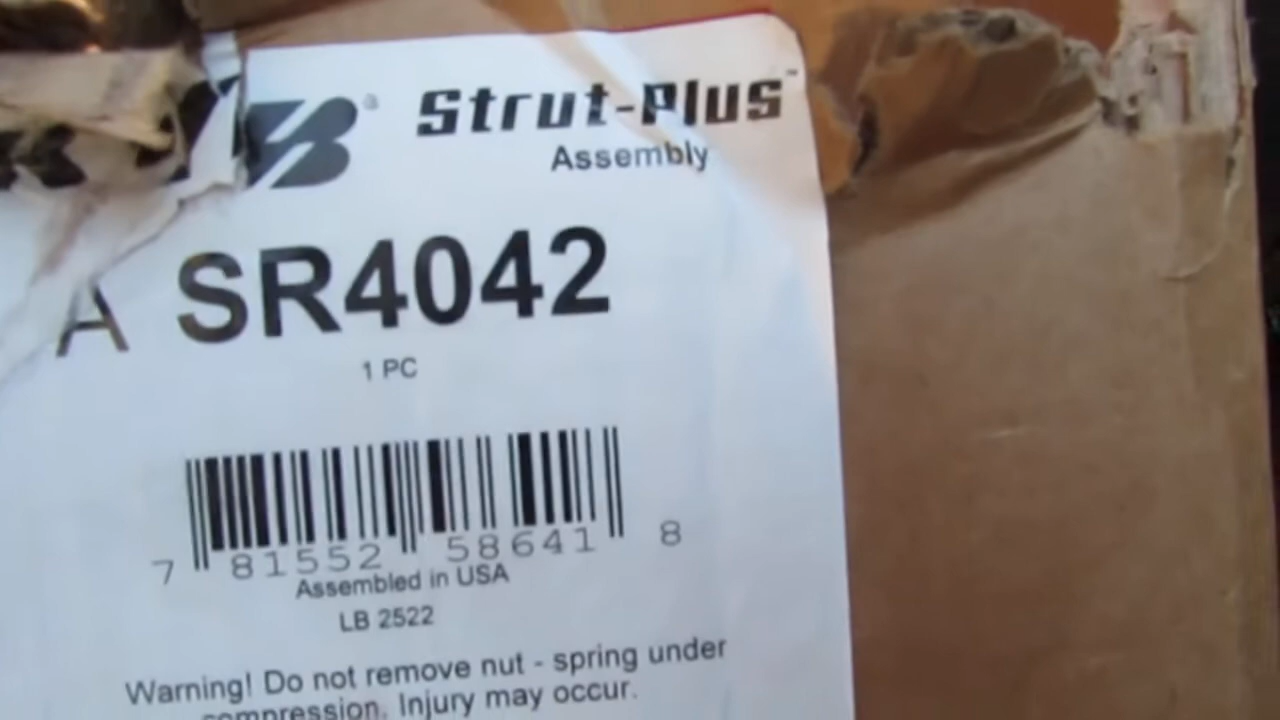 Strut-Plus™
Assembly
A SR4042
1 PC
7 81552 58641 8
Assembled in USA
LB 2522
Warning! Do not remove nut - spring under
compression. Injury may occur.